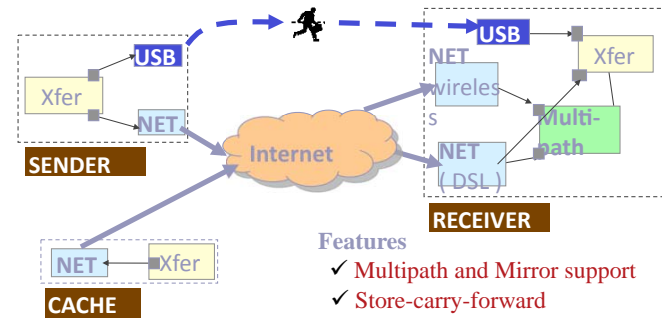 USB
Xfer
NET
SENDER
Internet
USB
NET
wireles
s
Xfer
Multi-
path
NET
( DSL )
RECEIVER
NET
Xfer
CACHE
Features
✓ Multipath and Mirror support
✓ Store-carry-forward